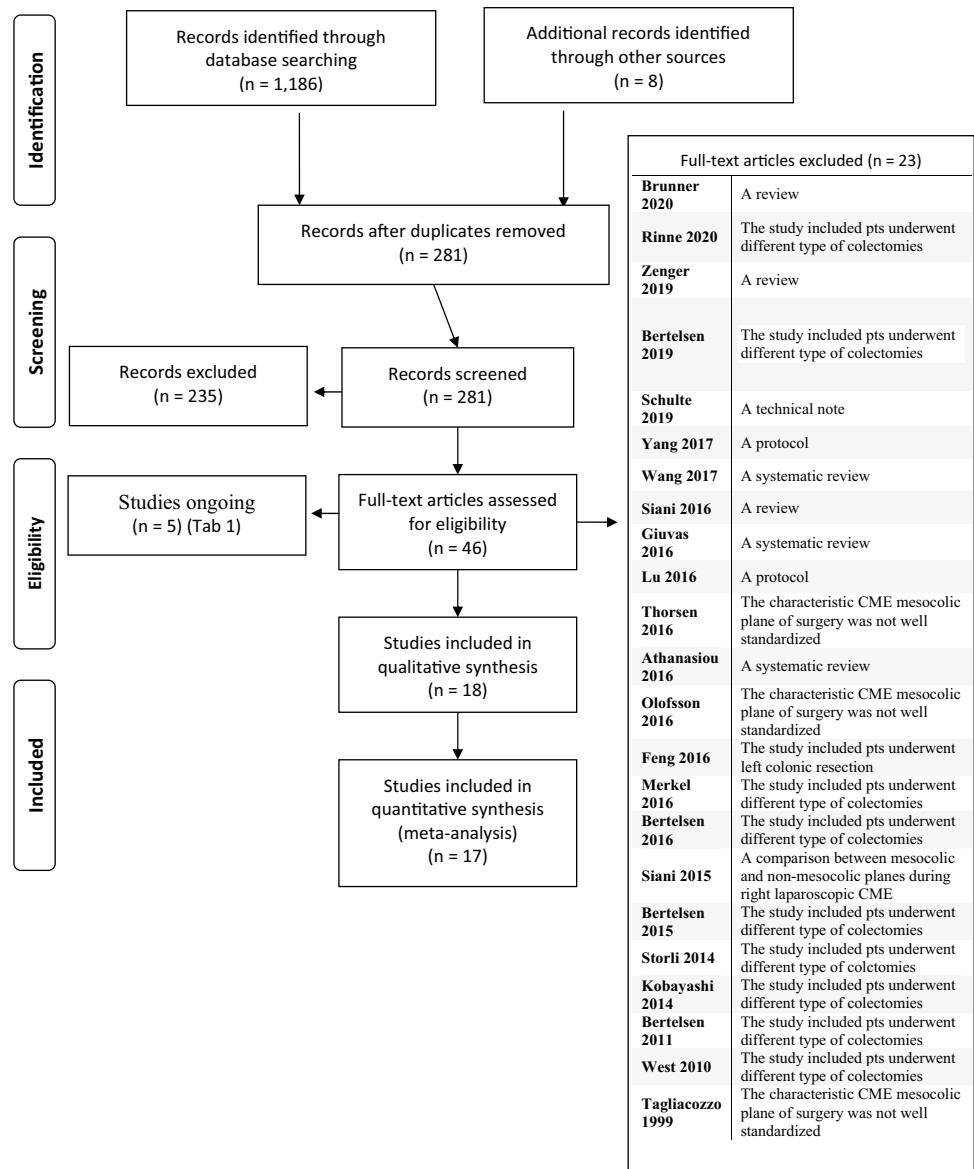 Identification
Records identified through
database searching
(n = 1,186)
Additional records identified
through other sources
(n = 8)
Records after duplicates removed
(n = 281)
Screening
Records excluded
(n = 235)
Records screened
(n = 281)
Eligibility
Studies ongoing
(n = 5) (Tab 1)
Full-text articles assessed
for eligibility
(n = 46)
Studies included in
qualitative synthesis
(n = 18)
Included
Studies included in
quantitative synthesis
(meta-analysis)
(n = 17)
Full-text articles excluded (n = 23)
Brunner
2020
A review
Rinne 2020
The study included pts underwent
different type of colectomies
Zenger
2019
A review
Bertelsen
2019
The study included pts underwent
different type of colectomies
Schulte
2019
A technical note
Yang 2017
A protocol
Wang 2017
A systematic review
Siani 2016
A review
Giuvas
2016
A systematic review
Lu 2016
A protocol
Thorsen
2016
The characteristic CME mesocolic
plane of surgery was not well
standardized
Athanasiou
2016
A systematic review
Olofsson
2016
The characteristic CME mesocolic
plane of surgery was not well
standardized
Feng 2016
The study included pts underwent
left colonic resection
Merkel
2016
The study included pts underwent
different type of colectomies
Bertelsen
2016
The study included pts underwent
different type of colectomies
Siani 2015
A comparison between mesocolic
and non-mesocolic planes during
right laparoscopic CME
Bertelsen
2015
The study included pts underwent
different type of colectomies
Storli 2014
The study included pts underwent
different type of colctomies
Kobayashi
2014
The study included pts underwent
different type of colectomies
Bertelsen
2011
The study included pts underwent
different type of colectomies
West 2010
The study included pts underwent
different type of colectomies
Tagliacozzo
1999
The characteristic CME mesocolic
plane of surgery was not well
standardized